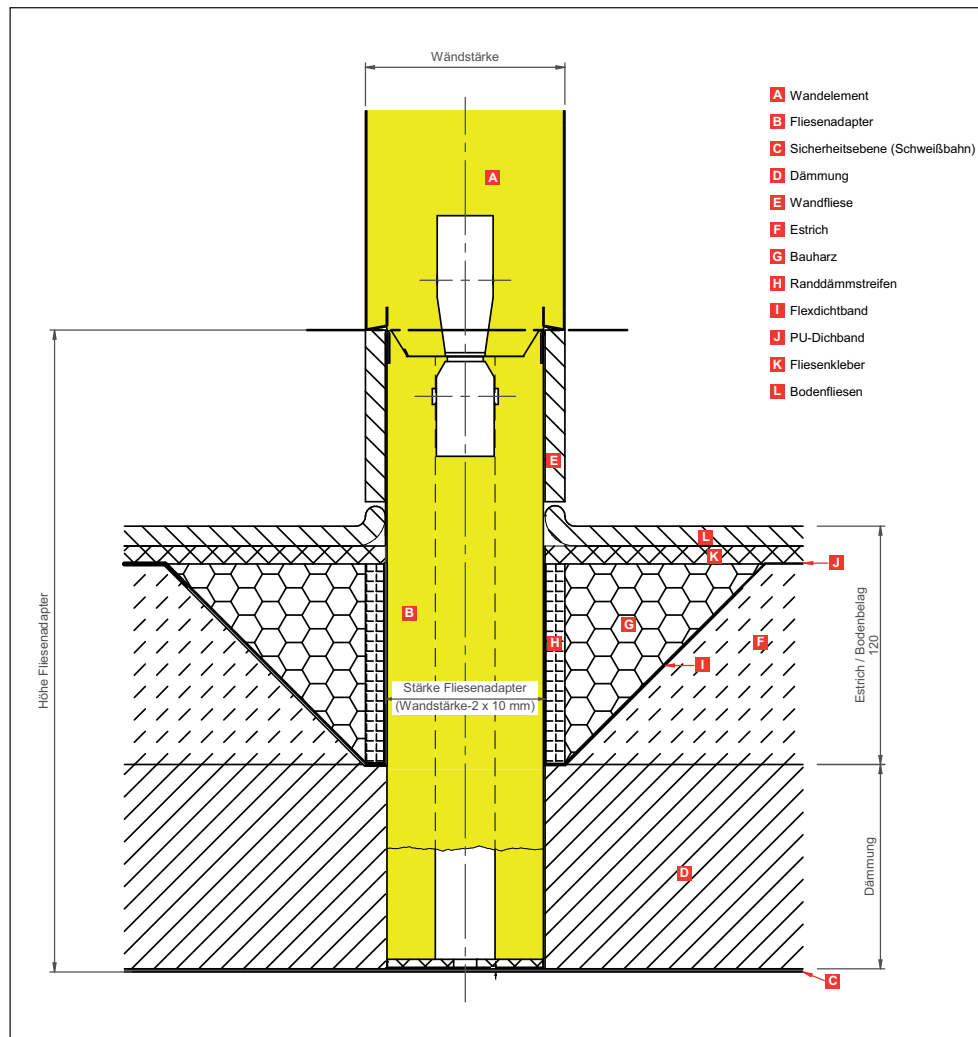 Wändstärke
A Wandelement
B Fliesenadapter
C Sicherheitsebene (Schweißbahn)
D Dämmung
E Wandfliese
F Estrich
G Bauharz
H Randdämmstreifen
I Flexdichtband
J PU-Dichband
K Fliesenkleber
L Bodenfliesen
A
E
L
K
J
B
G
F
H
I
Stärke Fliesenadapter
(Wandstärke-2 x 10 mm)
Höhe Fliesenadapter
Estrich / Bodenbelag
120
Dämmung
D
C